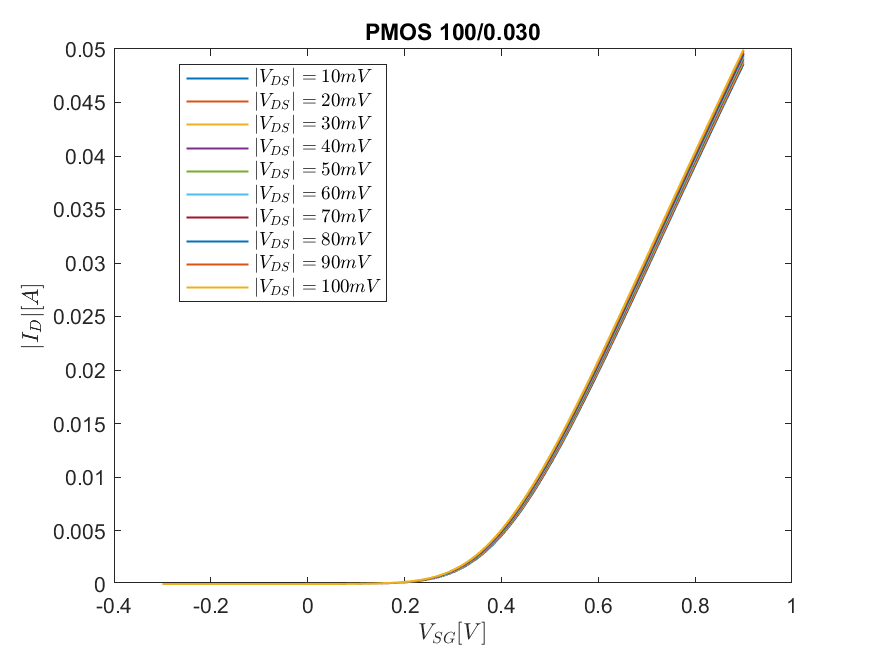 PMOS 100/0.030
0.05
0.045
0.04
0.035
0.03
0.025
0.02
0.015
0.01
0.005
0
|I_D|[A]
|V_DS| = 10mV
|V_DS| = 20mV
|V_DS| = 30mV
|V_DS| = 40mV
|V_DS| = 50mV
|V_DS| = 60mV
|V_DS| = 70mV
|V_DS| = 80mV
|V_DS| = 90mV
|V_DS| = 100mV
-0.4 -0.2 0 0.2 0.4 0.6 0.8 1
V_SG[V]